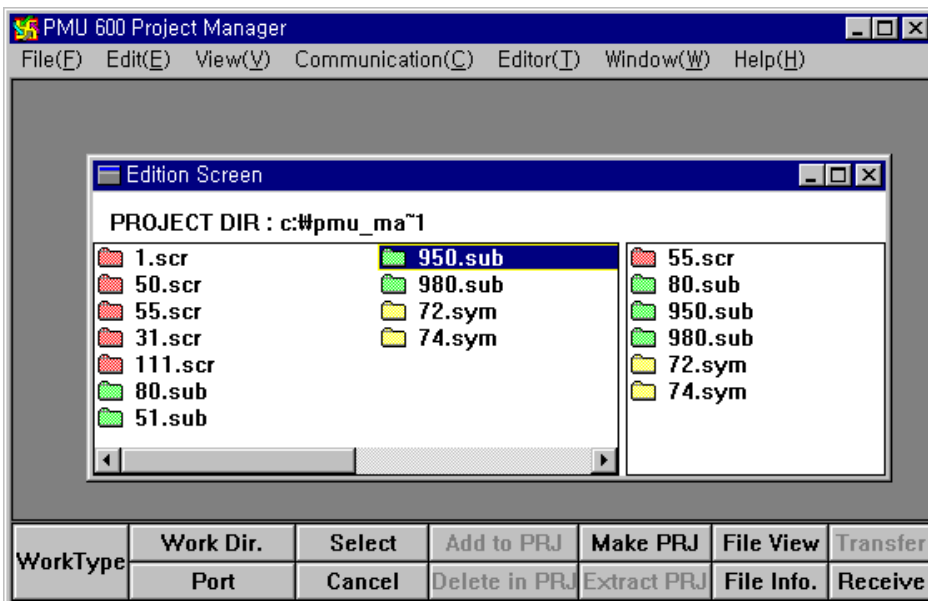 PMU 600 Project Manager
File(F) Edit(E) View(V) Communication(C) Editor(T) Window(W) Help(H)
Edition Screen
PROJECT DIR : c:₩pmu_ma~1
1.scr
50.scr
55.scr
31.scr
111.scr
80.sub
51.sub
950.sub
980.sub
72.sym
74.sym
55.scr
80.sub
950.sub
980.sub
72.sym
74.sym
WorkType
Work Dir. Select Add to PRJ Make PRJ File View Transfer
Port Cancel Delete in PRJ Extract PRJ File Info. Receive